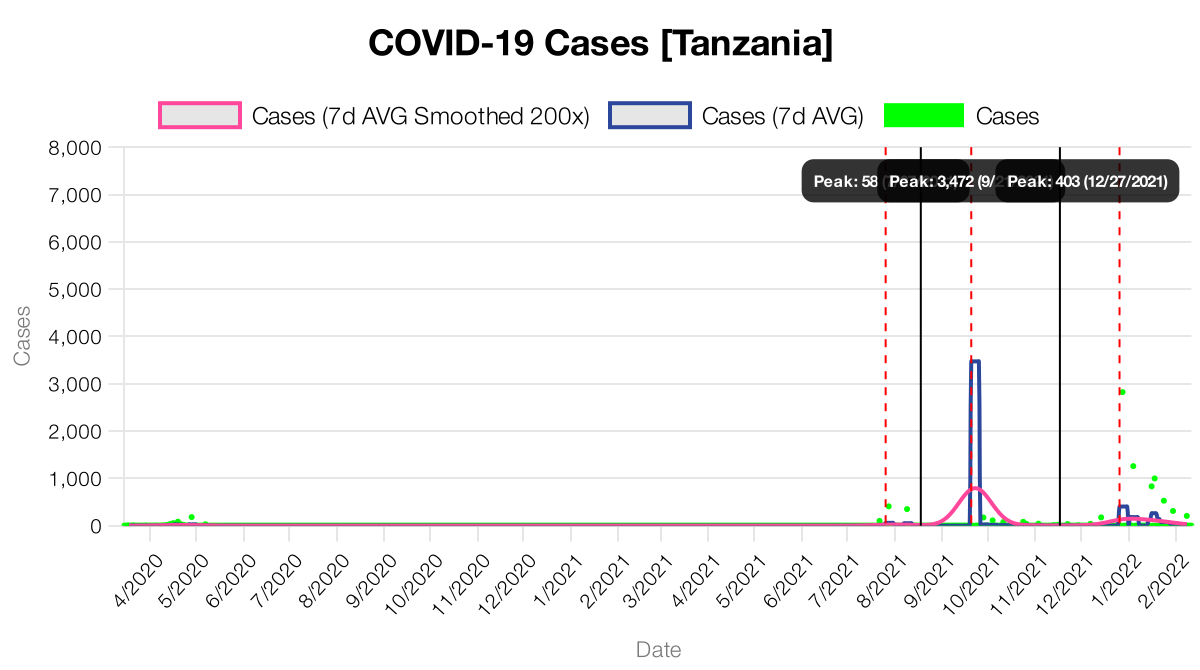 COVID-19 Cases [Tanzania]
Cases (7d AVG Smoothed 200x) Cases (7d AVG) Cases
8,000
7,000
6,000
5,000
4,000
3,000
2,000
1,000
0
Cases
Peak: 58
Peak: 3,472 (9/
Peak: 403 (12/27/2021)
4/2020 5/2020 6/2020 7/2020 8/2020 9/2020 10/2020 11/2020 12/2020 1/2021 2/2021 3/2021 4/2021 5/2021 6/2021 7/2021 8/2021 9/2021 10/2021 11/2021 12/2021 1/2022 2/2022
Date